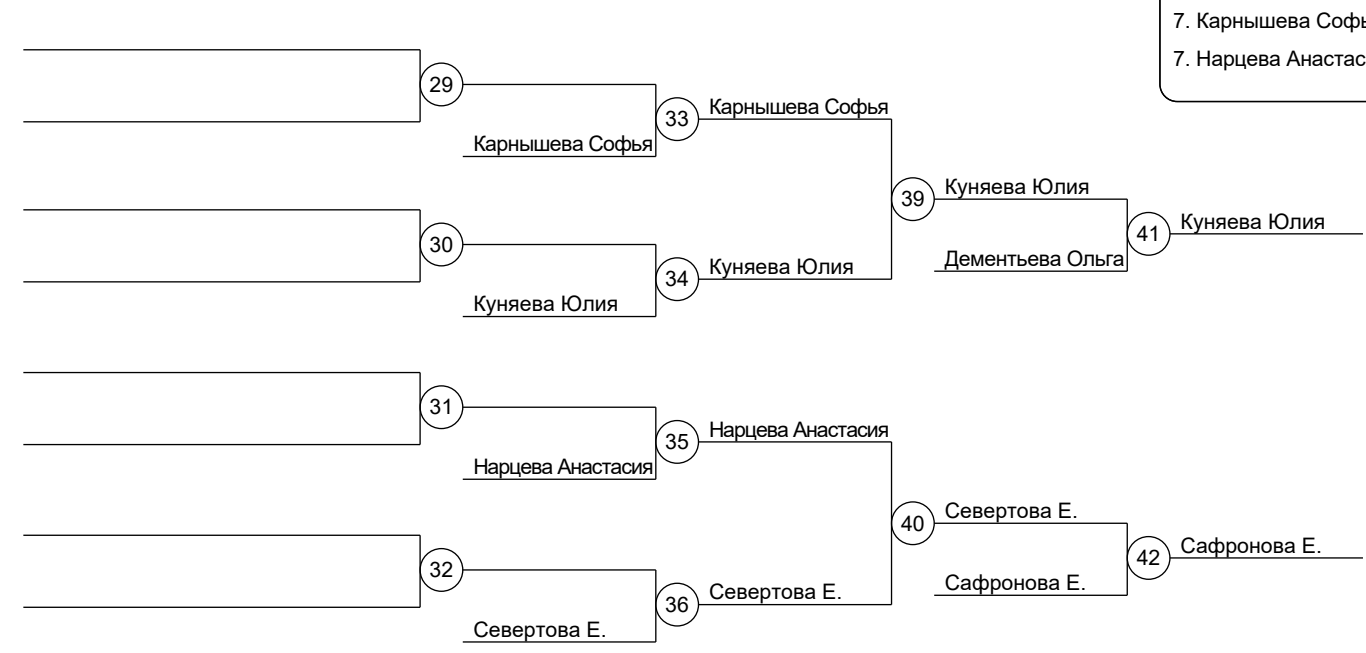 7. Карнышева Софь
7. Нарцева Анастас
29
33
Карнышева Софья
Карнышева Софья
39
Куняева Юлия
30
41
Куняева Юлия
34
Куняева Юлия
Дементьева Ольга
Куняева Юлия
31
35
Нарцева Анастасия
Нарцева Анастасия
40
Севертова Е.
32
42
Сафронова Е.
36
Севертова Е.
Сафронова Е.
Севертова Е.